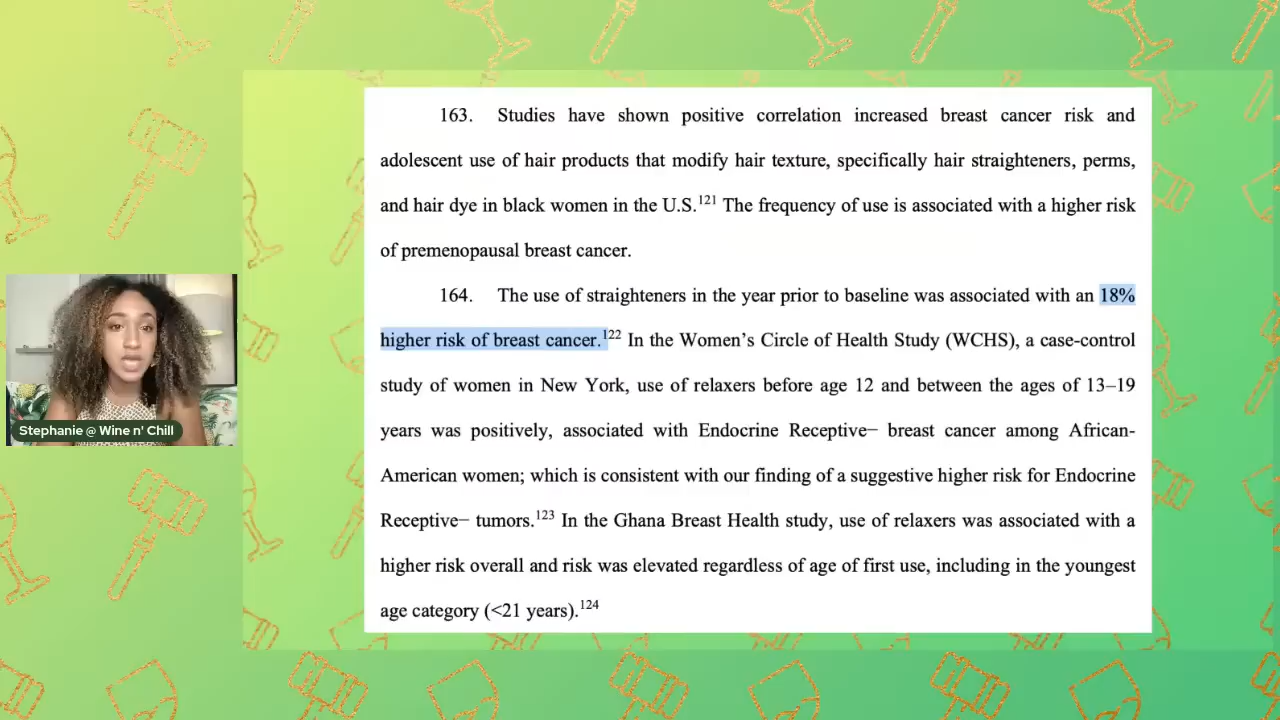 163. Studies have shown positive correlation increased breast cancer risk and
adolescent use of hair products that modify hair texture, specifically hair straighteners, perms,
and hair dye in black women in the U.S.121 The frequency of use is associated with a higher risk
of premenopausal breast cancer.
164. The use of straighteners in the year prior to baseline was associated with an 18%
higher risk of breast cancer.122 In the Women’s Circle of Health Study (WCHS), a case-control
study of women in New York, use of relaxers before age 12 and between the ages of 13–19
years was positively, associated with Endocrine Receptive− breast cancer among African-
American women; which is consistent with our finding of a suggestive higher risk for Endocrine
Receptive− tumors.123 In the Ghana Breast Health study, use of relaxers was associated with a
higher risk overall and risk was elevated regardless of age of first use, including in the youngest
age category (<21 years).124
Stephanie @ Wine n' Chill